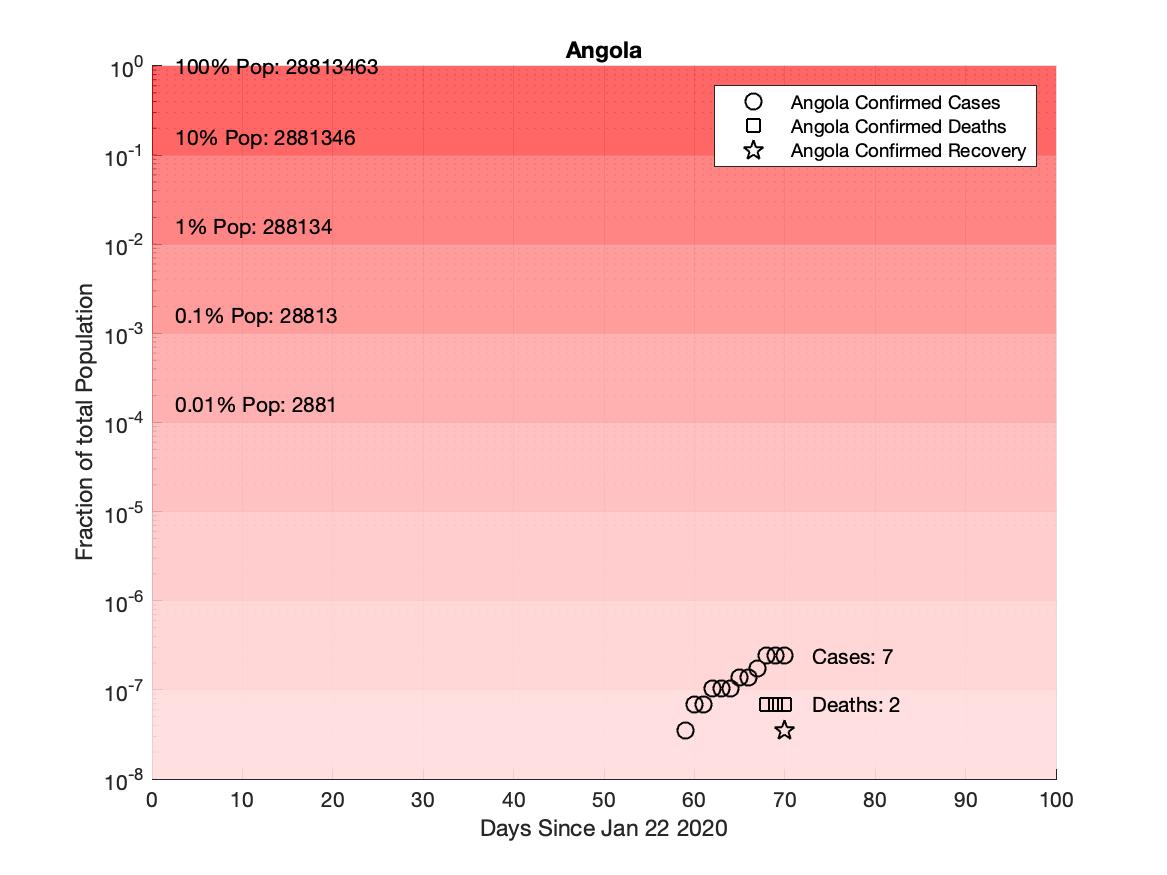 Angola
10^0
100% Pop: 28813463
Angola Confirmed Cases
Angola Confirmed Deaths
Angola Confirmed Recovery
10% Pop: 2881346
10^-1
1% Pop: 288134
10^-2
0.1% Pop: 28813
10^-3
0.01% Pop: 2881
10^-4
10^-5
10^-6
10^-7
10^-8
Fraction of total Population
Cases: 7
Deaths: 2
0 10 20 30 40 50 60 70 80 90 100
Days Since Jan 22 2020